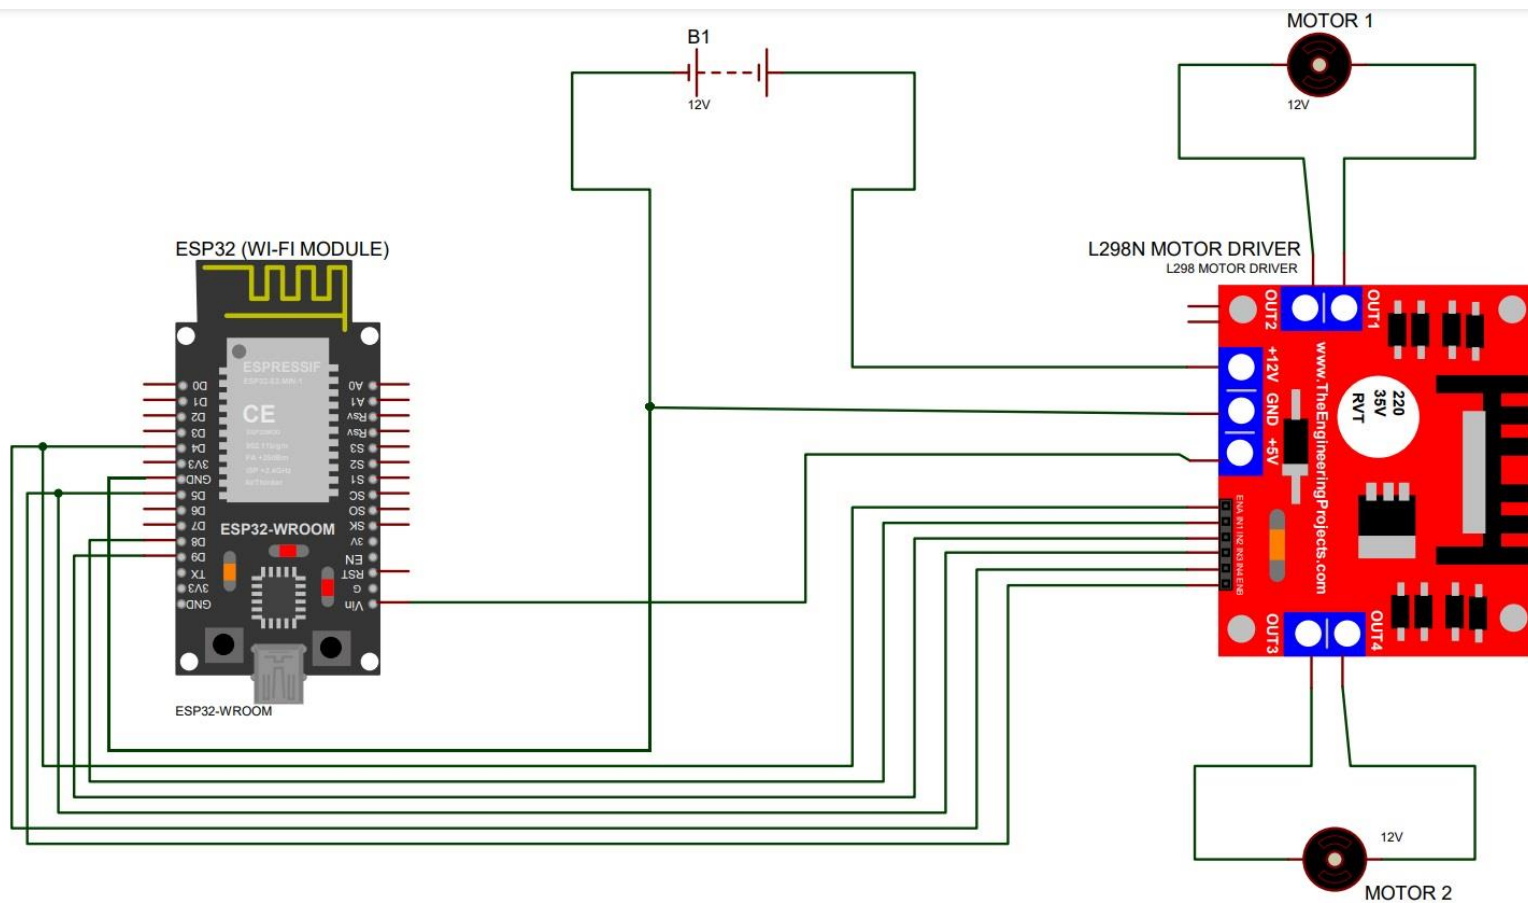 MOTOR 1
12V
B1
12V
ESP32 (WI-FI MODULE)
L298N MOTOR DRIVER
L298 MOTOR DRIVER
ESPRESSIF
CE
ESP32-WROOM
D0
D1
D2
D3
D4
3V3
GND
D5
D6
D7
D8
D9
TX
3V3
GND
A0
A1
Rsv
Rsv
S3
S2
S1
SC
SO
SK
3V
EN
RST
G
Vin
ESP32-WROOM
OUT2
OUT1
+12V
GND
+5V
ENA IN1 IN2 IN3 IN4 ENB
www.TheEngineeringProjects.com
220
35V
RVT
OUT3
OUT4
12V
MOTOR 2